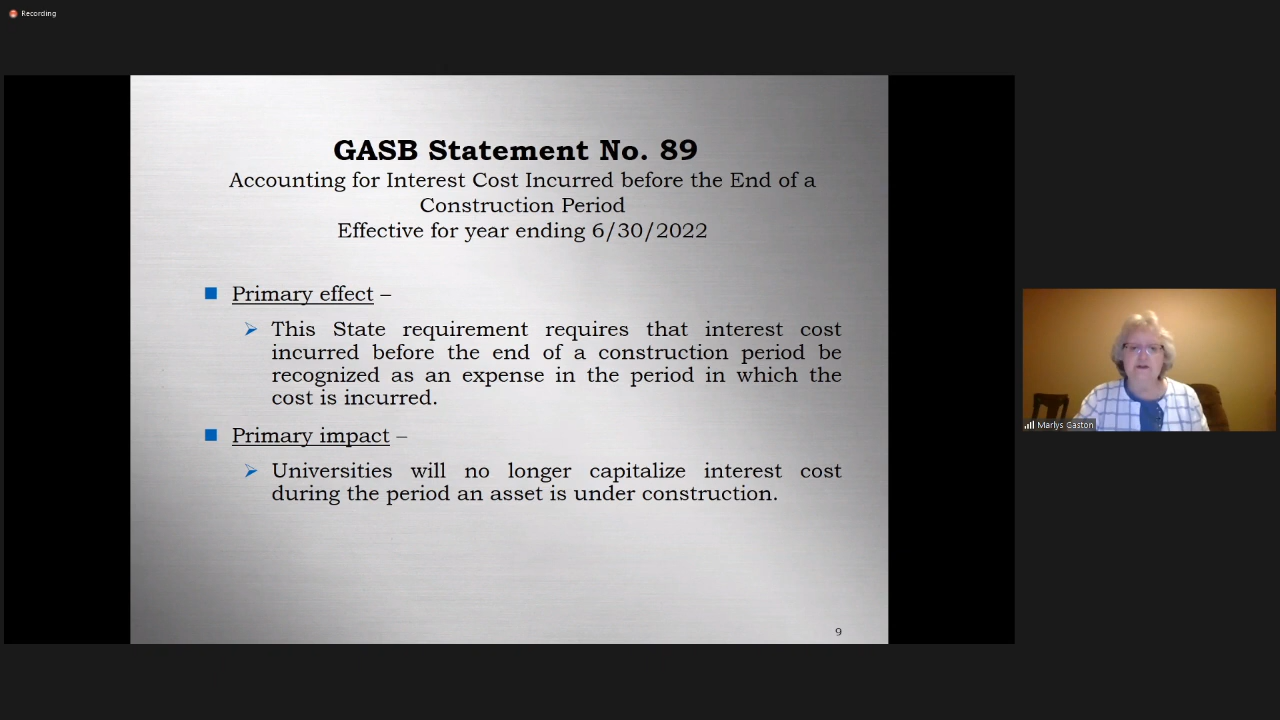 Recording
GASB Statement No. 89
Accounting for Interest Cost Incurred before the End of a
Construction Period
Effective for year ending 6/30/2022
Primary effect –
This State requirement requires that interest cost
incurred before the end of a construction period be
recognized as an expense in the period in which the
cost is incurred.
Primary impact –
Universities will no longer capitalize interest cost
during the period an asset is under construction.
9
Marlys Gaston